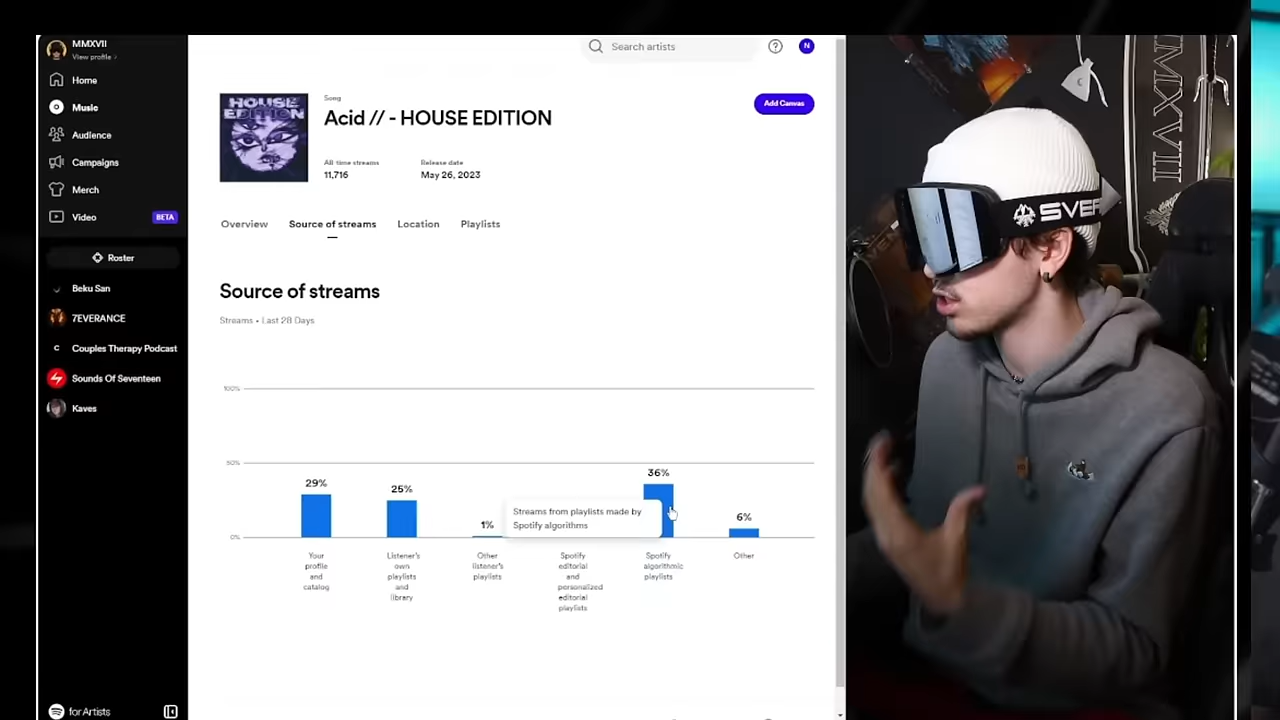 MMXVII
View profile >
Home
Music
Audience
Campaigns
Merch
Video
BETA
Roster
Beku San
7EVERANCE
C Couples Therapy Podcast
Sounds Of Seventeen
Kaves
for Artists
Search artists
?
N
HOUSE
EDITION
Song
Acid // - HOUSE EDITION
Add Canvas
All-time streams
11,716
Release date
May 26, 2023
Overview
Source of streams
Location
Playlists
Source of streams
Streams • Last 28 Days
100%
50%
0%
29%
25%
1%
36%
6%
Streams from playlists made by
Spotify algorithms
Your
profile
and
catalog
Listener's
own
playlists
and
library
Other
listener's
playlists
Spotify
editorial
and
personalized
editorial
playlists
Spotify
algorithmic
playlists
Other
MMXVII